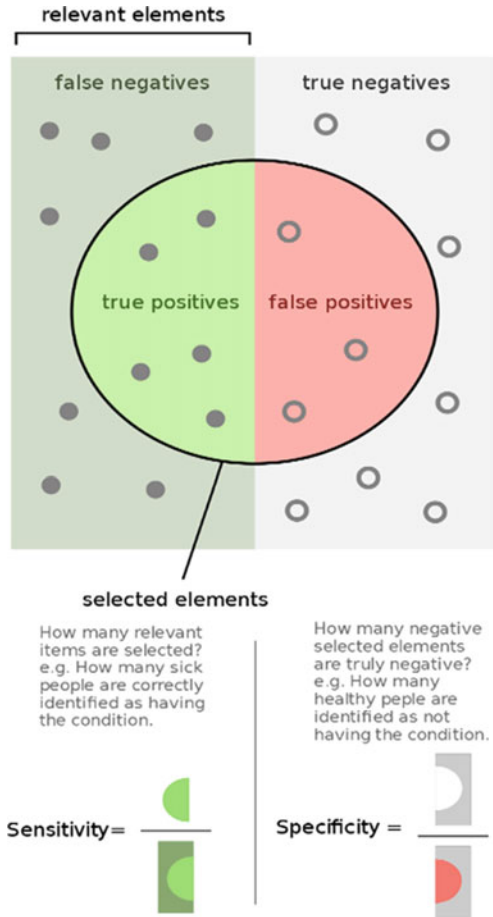 relevant elements
false negatives
true negatives
true positives
false positives
selected elements
How many relevant
items are selected?
e.g. How many sick
people are correctly
identified as having
the condition.
How many negative
selected elements
are truly negative?
e.g. How many
healthy peple are
identified as not
having the condition.
Sensitivity=
Specificity =